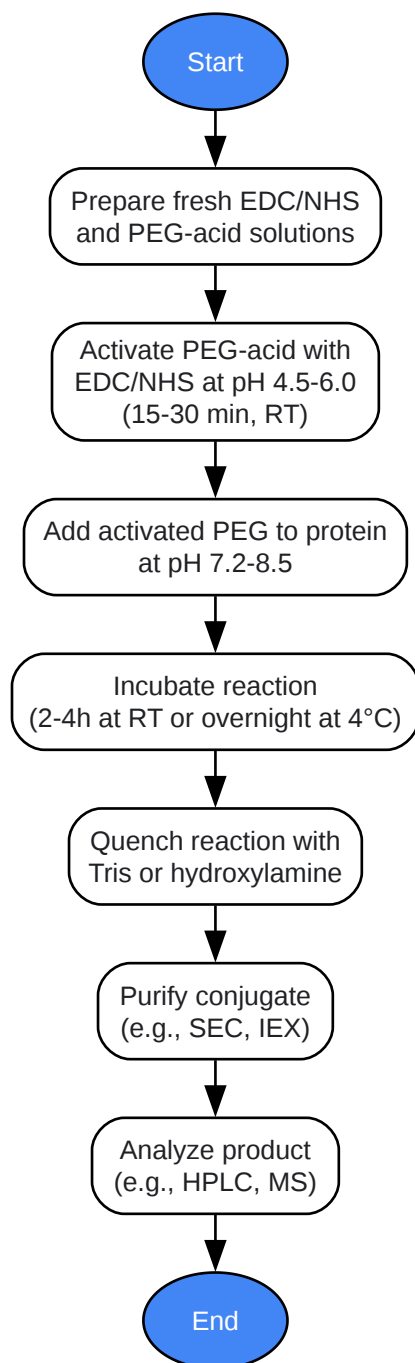 Start
Prepare fresh EDC/NHS
and PEG-acid solutions
Activate PEG-acid with
EDC/NHS at pH 4.5-6.0
(15-30 min, RT)
Add activated PEG to protein
at pH 7.2-8.5
Incubate reaction
(2-4h at RT or overnight at 4°C)
Quench reaction with
Tris or hydroxylamine
Purify conjugate
(e.g., SEC, IEX)
Analyze product
(e.g., HPLC, MS)
End